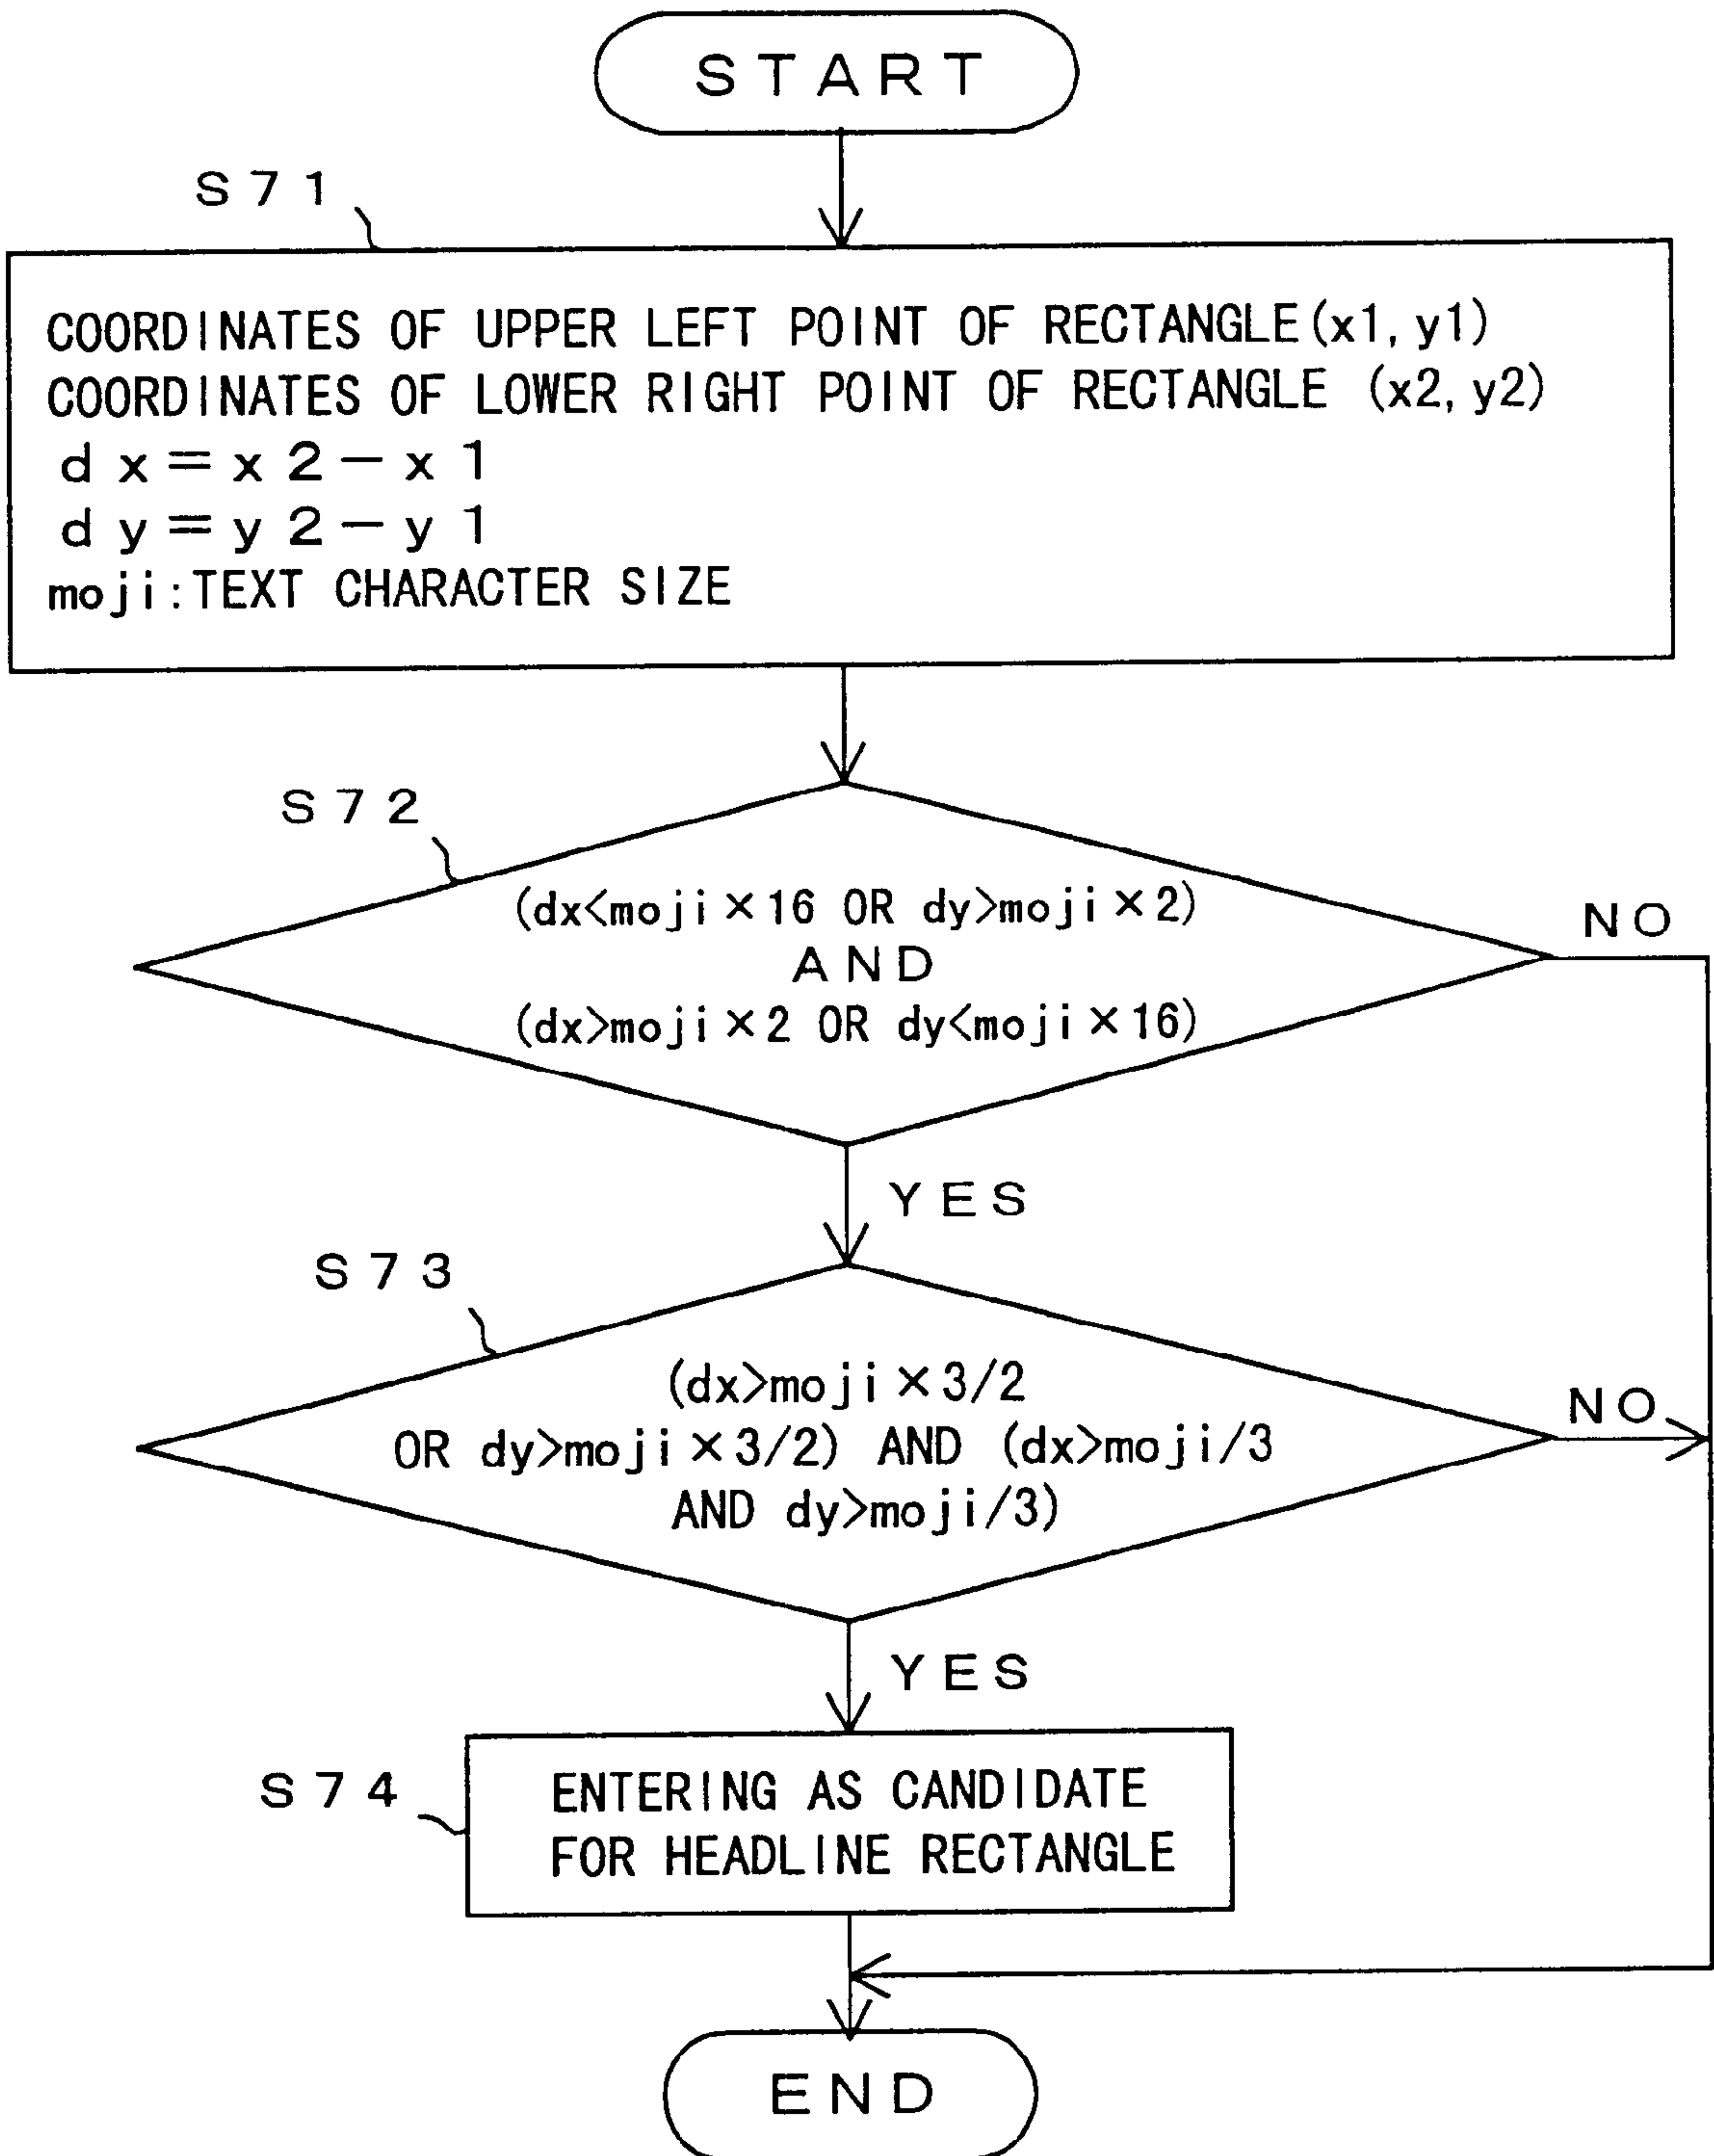 START
S71
COORDINATES OF UPPER LEFT POINT OF RECTANGLE(x1, y1)
COORDINATES OF LOWER RIGHT POINT OF RECTANGLE (x2, y2)
dx=x2-x1
dy=y2-y1
moji:TEXT CHARACTER SIZE
S72
(dx<moji×16 OR dy>moji×2)
AND
(dx>moji×2 OR dy<moji×16)
NO
YES
S73
(dx>moji×3/2
OR dy>moji×3/2) AND (dx>moji/3
AND dy>moji/3)
NO
YES
S74
ENTERING AS CANDIDATE
FOR HEADLINE RECTANGLE
END